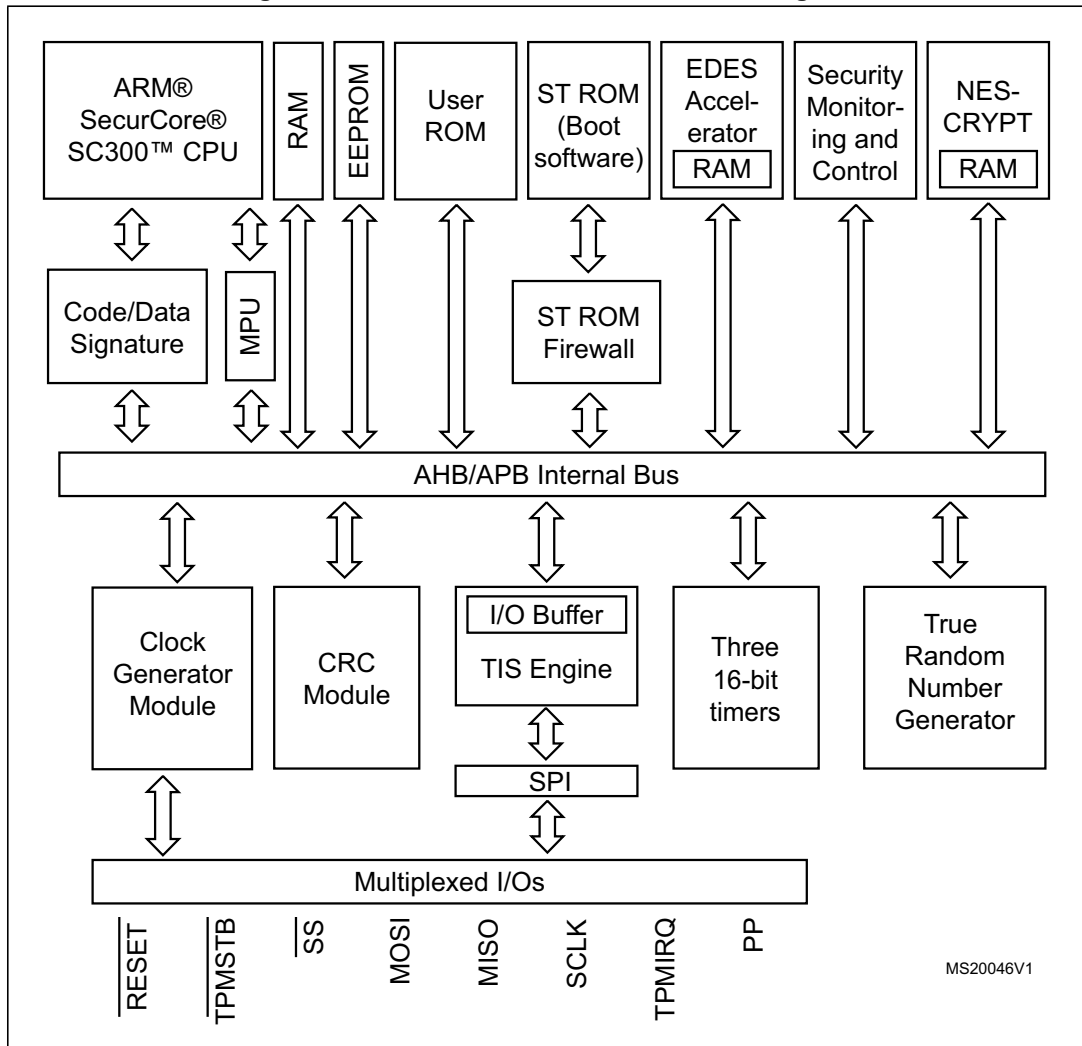 ARM®
SecurCore®
SC300™ CPU
RAM
EEPROM
User
ROM
ST ROM
(Boot
software)
EDES
Accel-
erator
RAM
Security
Monitor-
ing and
Control
NES-
CRYPT
RAM
Code/Data
Signature
MPU
ST ROM
Firewall
AHB/APB Internal Bus
Clock
Generator
Module
CRC
Module
I/O Buffer
TIS Engine
Three
16-bit
timers
True
Random
Number
Generator
SPI
Multiplexed I/Os
RESET
TPMSTB
SS
MOSI
MISO
SCLK
TPMIRQ
PP
MS20046V1